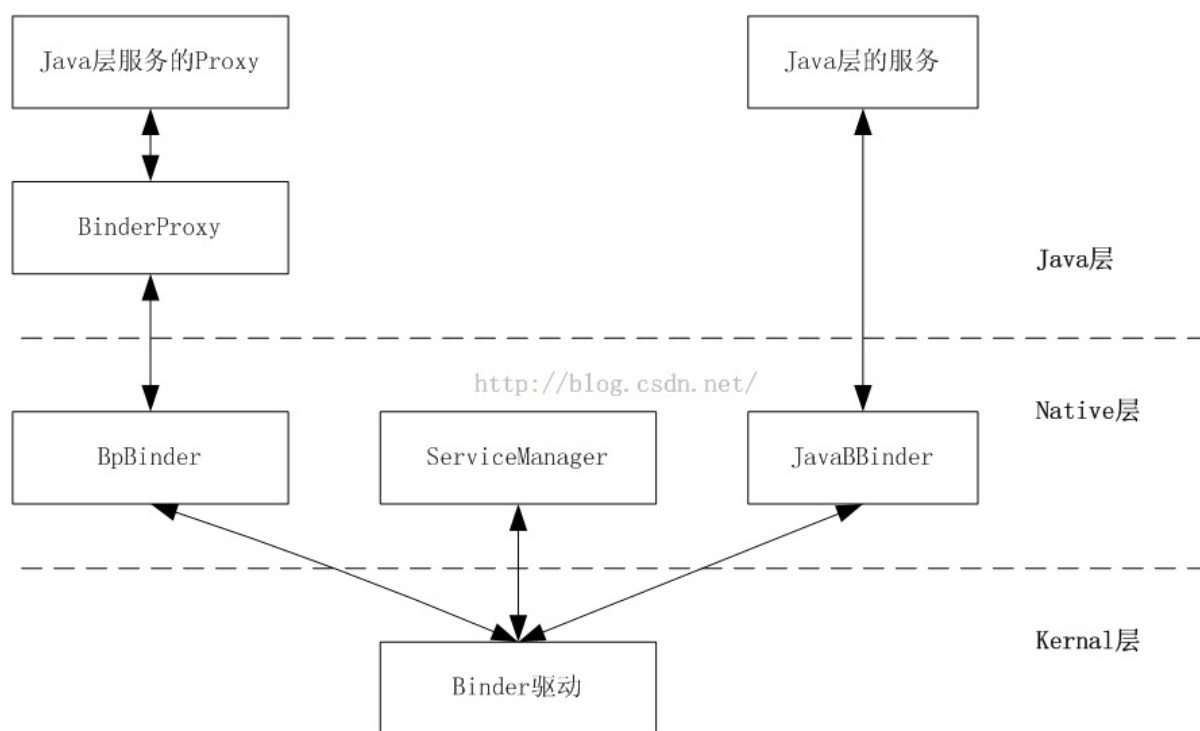 Java层服务的Proxy
Java层的服务
BinderProxy
Java层
http://blog.csdn.net/
Native层
BpBinder
ServiceManager
JavaBBinder
Kernal层
Binder驱动